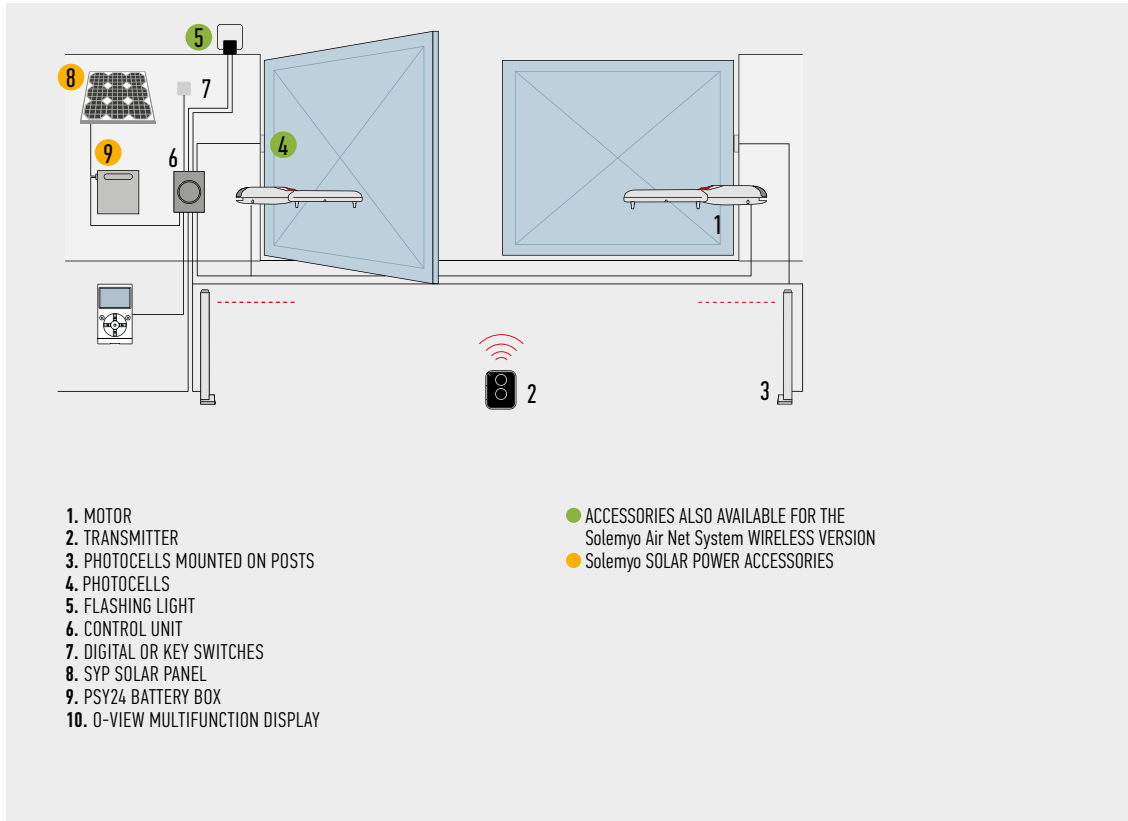 5
8
7
4
9
6
1
2
3
1. MOTOR
2. TRANSMITTER
3. PHOTOCELLS MOUNTED ON POSTS
4. PHOTOCELLS
5. FLASHING LIGHT
6. CONTROL UNIT
7. DIGITAL OR KEY SWITCHES
8. SYP SOLAR PANEL
9. PSY24 BATTERY BOX
10. O-VIEW MULTIFUNCTION DISPLAY
ACCESSORIES ALSO AVAILABLE FOR THE
Solemyo Air Net System WIRELESS VERSION
Solemyo SOLAR POWER ACCESSORIES